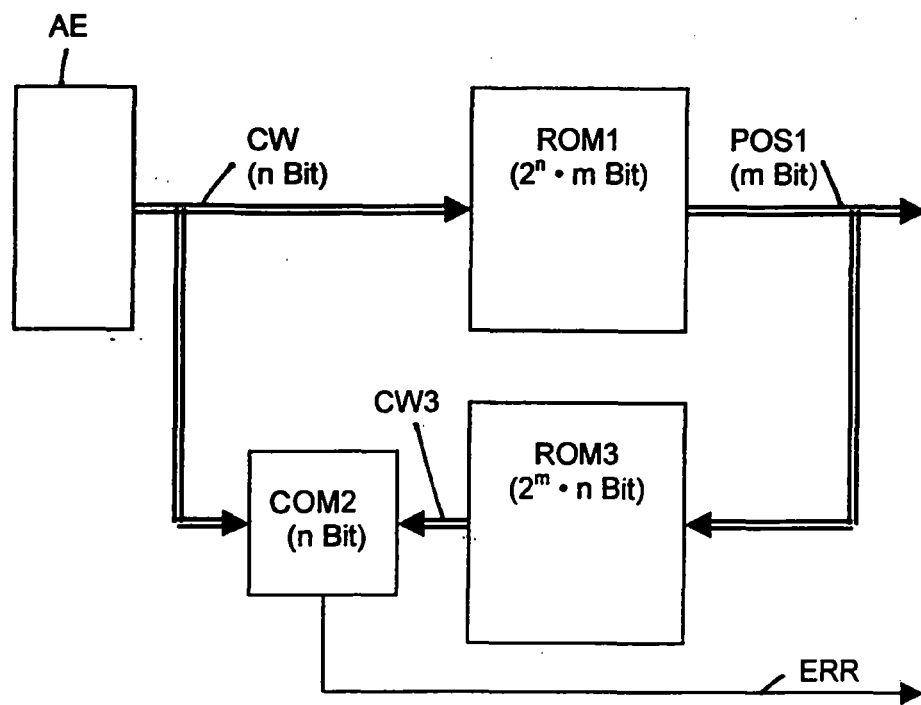 AE
CW
(n Bit)
ROM1
(2ⁿ • m Bit)
POS1
(m Bit)
CW3
ROM3
(2ᵐ • n Bit)
COM2
(n Bit)
ERR